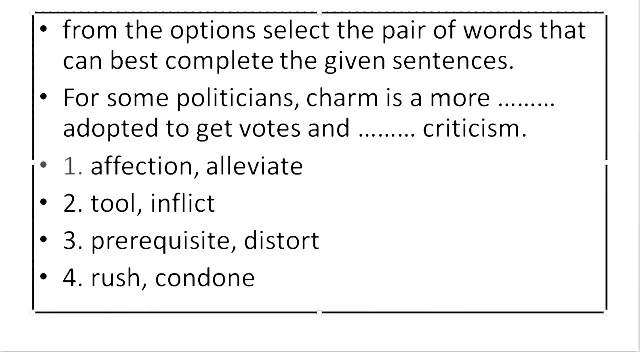 • from the options select the pair of words that
can best complete the given sentences.
• For some politicians, charm is a more .........
adopted to get votes and ......... criticism.
• 1. affection, alleviate
• 2. tool, inflict
• 3. prerequisite, distort
• 4. rush, condone